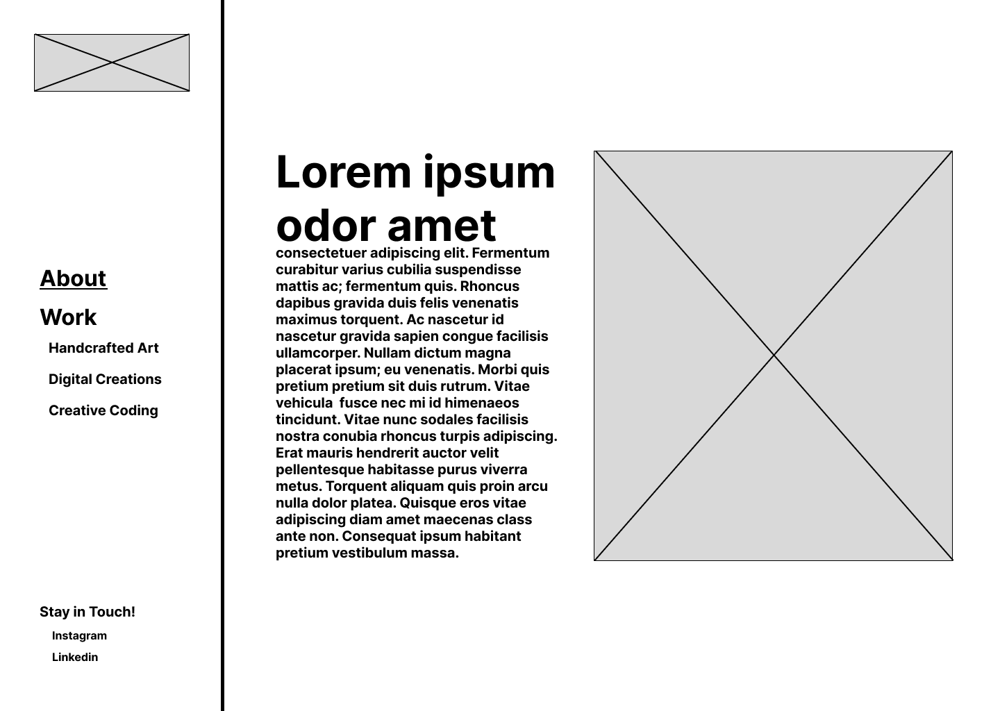 About
Work
Handcrafted Art
Digital Creations
Creative Coding
Stay in Touch!
Instagram
Linkedin
Lorem ipsum
odor amet
consectetuer adipiscing elit. Fermentum
curabitur varius cubilia suspendisse
mattis ac; fermentum quis. Rhoncus
dapibus gravida duis felis venenatis
maximus torquent. Ac nascetur id
nascetur gravida sapien congue facilisis
ullamcorper. Nullam dictum magna
placerat ipsum; eu venenatis. Morbi quis
pretium pretium sit duis rutrum. Vitae
vehicula  fusce nec mi id himenaeos
tincidunt. Vitae nunc sodales facilisis
nostra conubia rhoncus turpis adipiscing.
Erat mauris hendrerit auctor velit
pellentesque habitasse purus viverra
metus. Torquent aliquam quis proin arcu
nulla dolor platea. Quisque eros vitae
adipiscing diam amet maecenas class
ante non. Consequat ipsum habitant
pretium vestibulum massa.